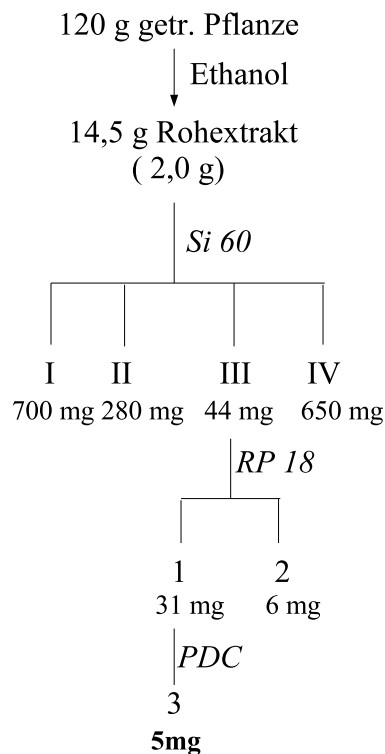 120 g getr. Pflanze
Ethanol
14,5 g Rohextrakt
( 2,0 g)
Si 60
I II III IV
700 mg 280 mg 44 mg 650 mg
RP 18
1 2
31 mg 6 mg
PDC
3
5mg